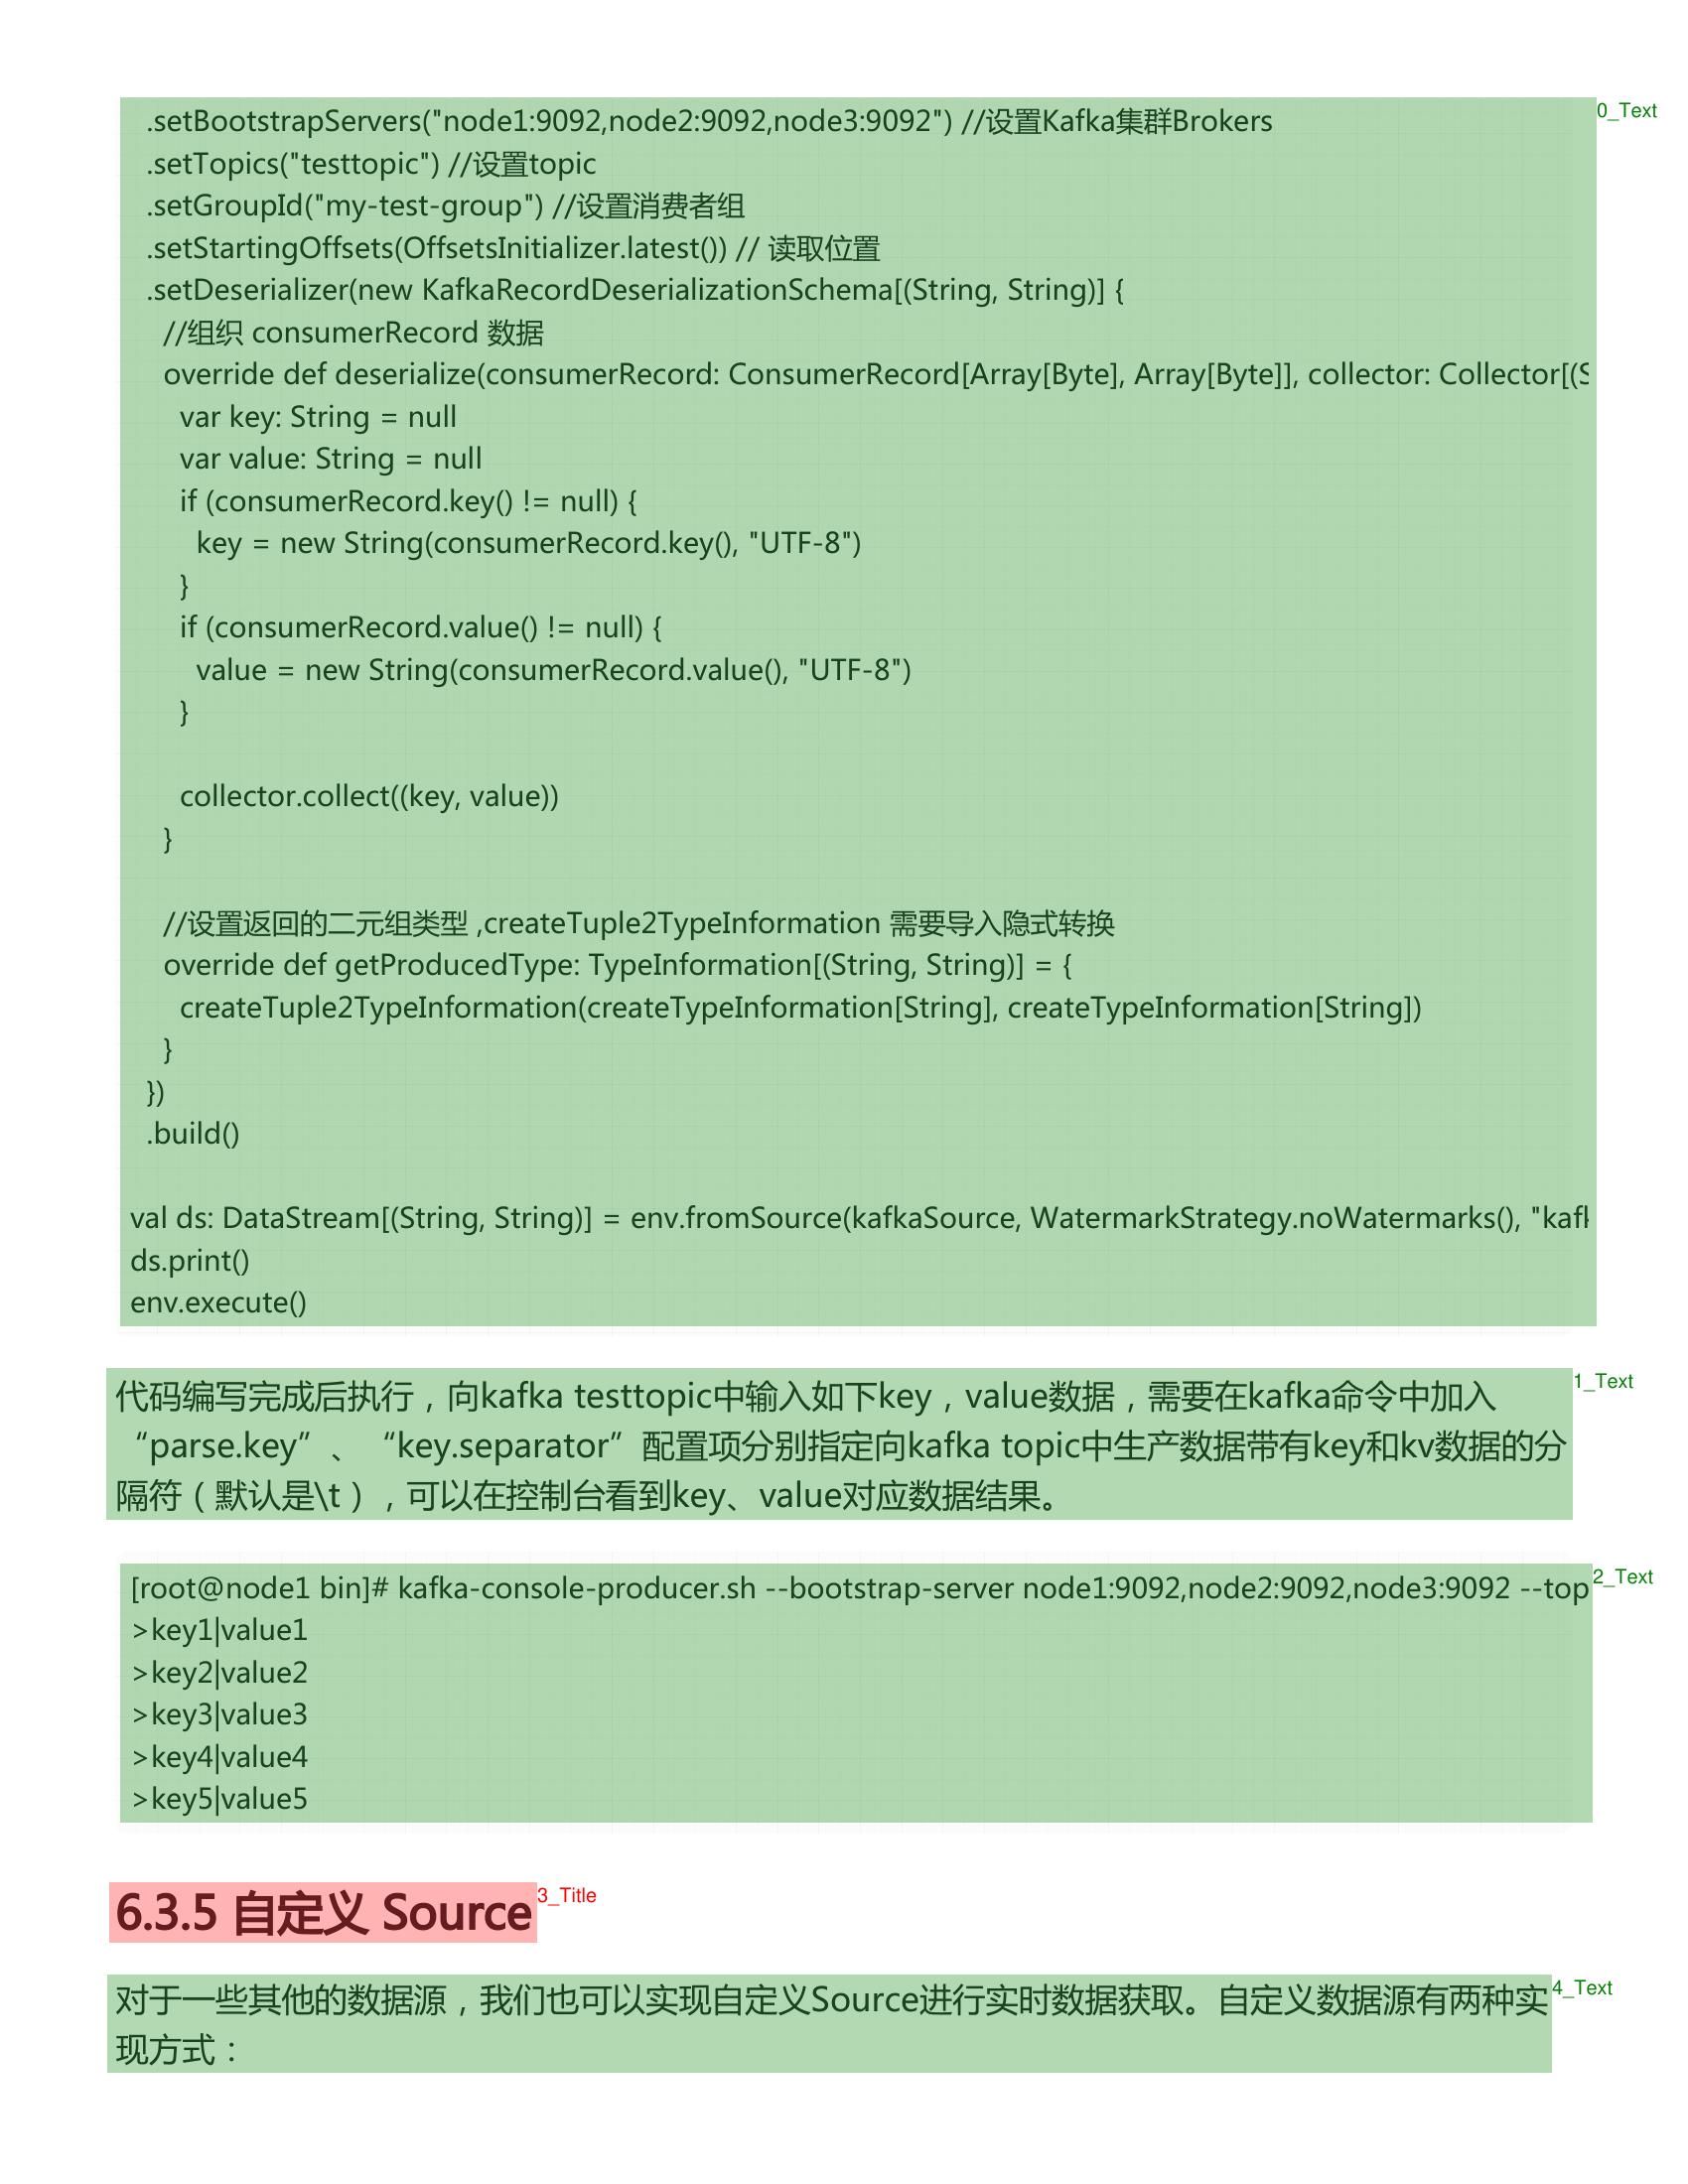 .setBootstrapServers("node1:9092,node2:9092,node3:9092") //设置Kafka集群Brokers
0_Text
.setTopics("testtopic") //设置topic
.setGroupId("my-test-group") //设置消费者组
.setStartingOffsets(OffsetsInitializer.latest()) // 读取位置
.setDeserializer(new KafkaRecordDeserializationSchema[(String, String)] {
//组织 consumerRecord 数据
override def deserialize(consumerRecord: ConsumerRecord[Array[Byte], Array[Byte]], collector: Collector[(S
var key: String = null
var value: String = null
if (consumerRecord.key() != null) {
key = new String(consumerRecord.key(), "UTF-8")
}
if (consumerRecord.value() != null) {
value = new String(consumerRecord.value(), "UTF-8")
}
collector.collect((key, value))
}
//设置返回的二元组类型 ,createTuple2TypeInformation 需要导入隐式转换
override def getProducedType: TypeInformation[(String, String)] = {
createTuple2TypeInformation(createTypeInformation[String], createTypeInformation[String])
}
})
.build()
val ds: DataStream[(String, String)] = env.fromSource(kafkaSource, WatermarkStrategy.noWatermarks(), "kaf
ds.print()
env.execute()
代码编写完成后执行，向kafka testtopic中输入如下key，value数据，需要在kafka命令中加入
1_Text
“parse.key”、“key.separator”配置项分别指定向kafka topic中生产数据带有key和kv数据的分
隔符（默认是\t），可以在控制台看到key、value对应数据结果。
[root@node1 bin]# kafka-console-producer.sh --bootstrap-server node1:9092,node2:9092,node3:9092 --top
2_Text
>key1|value1
>key2|value2
>key3|value3
>key4|value4
>key5|value5
6.3.5 自定义 Source
3_Title
对于一些其他的数据源，我们也可以实现自定义Source进行实时数据获取。自定义数据源有两种实
4_Text
现方式：